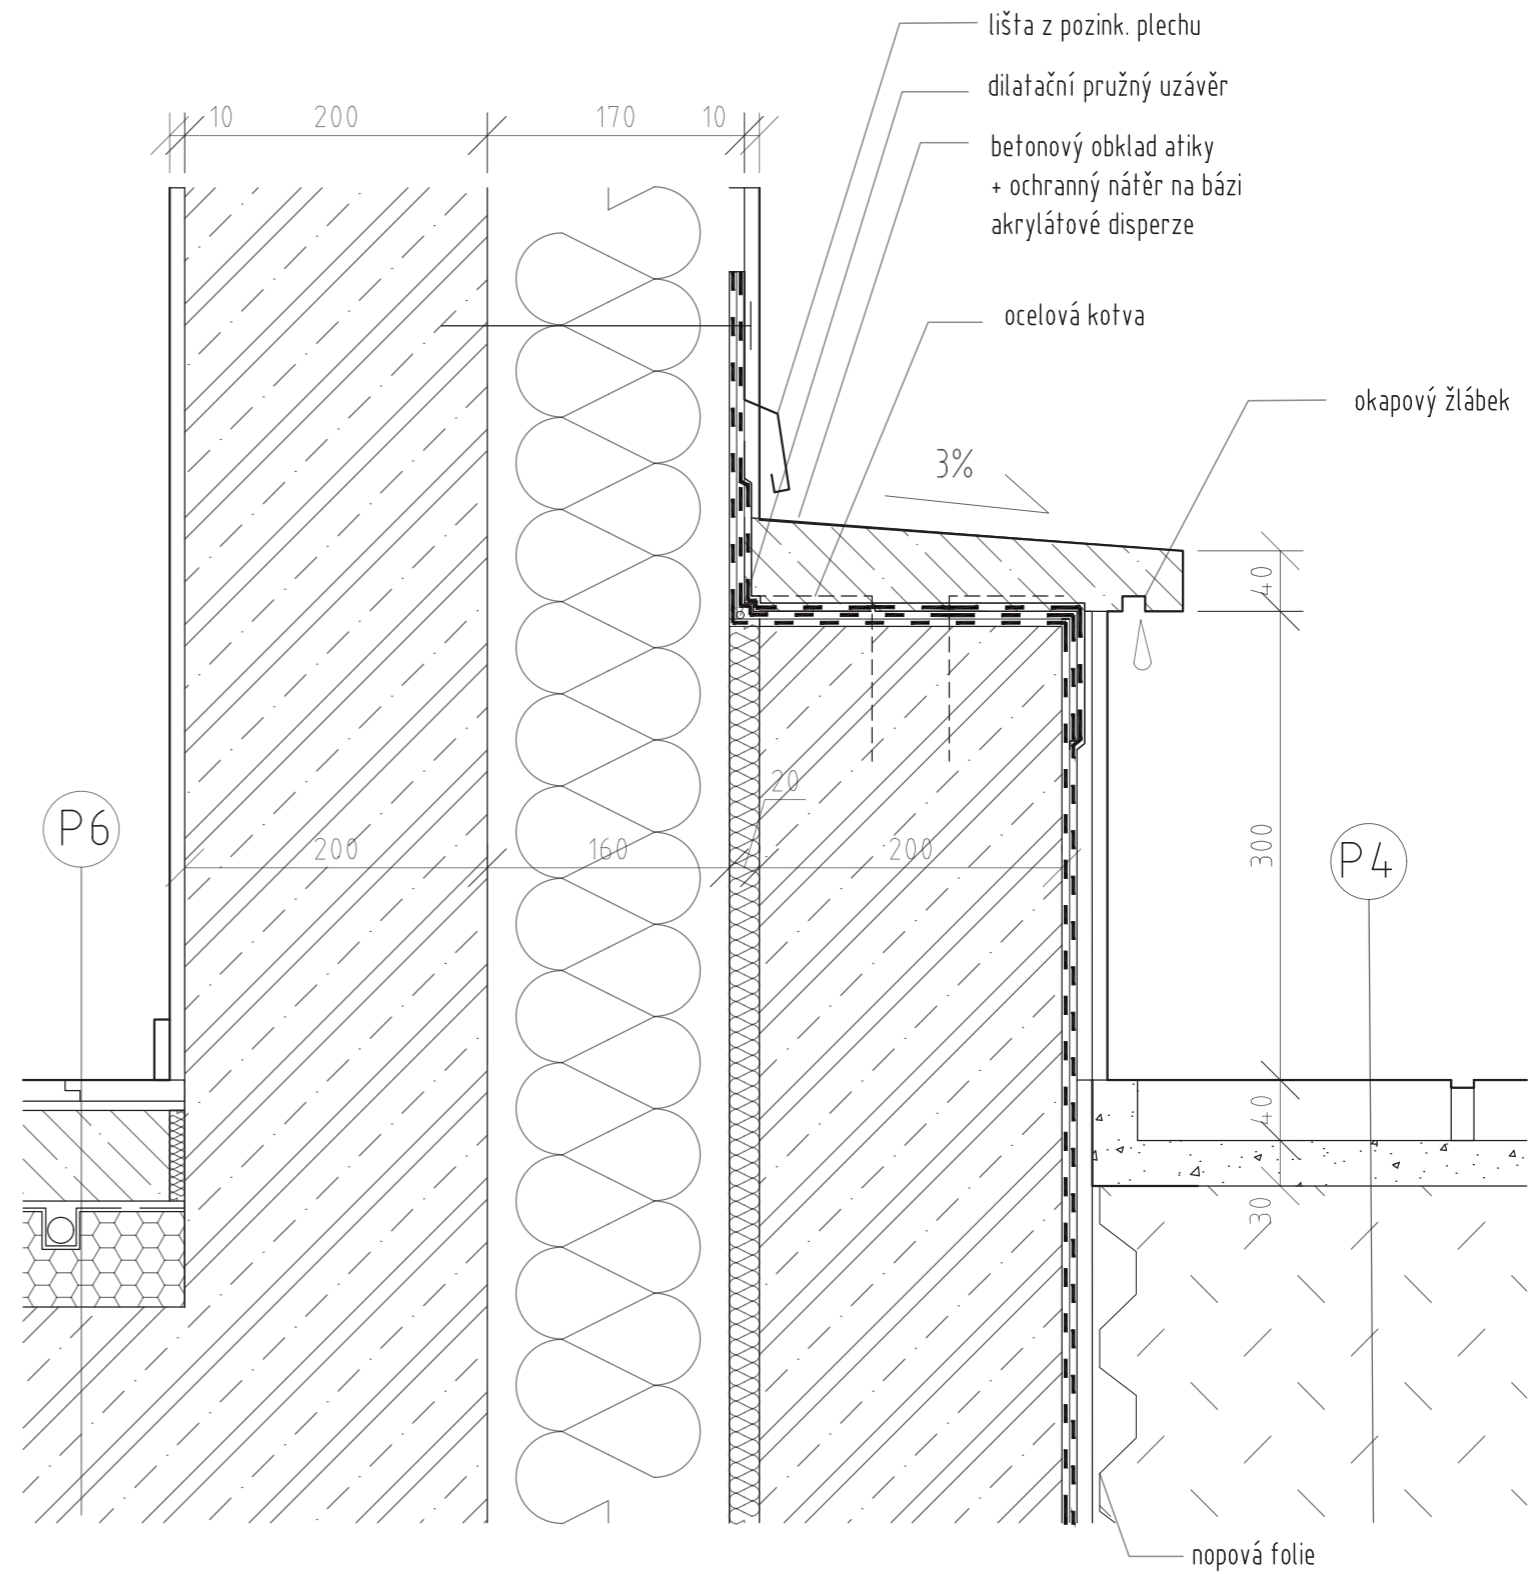 lišta z pozink. plechu
dilatační pružný uzávěr
10 200 170 10
betonový obklad atiky
+ ochranný nátěr na bázi
akrylátové disperze
ocelová kotva
okapový žlábek
3%
40
20
P6
200 160 200
300
P4
40
30
nopová folie